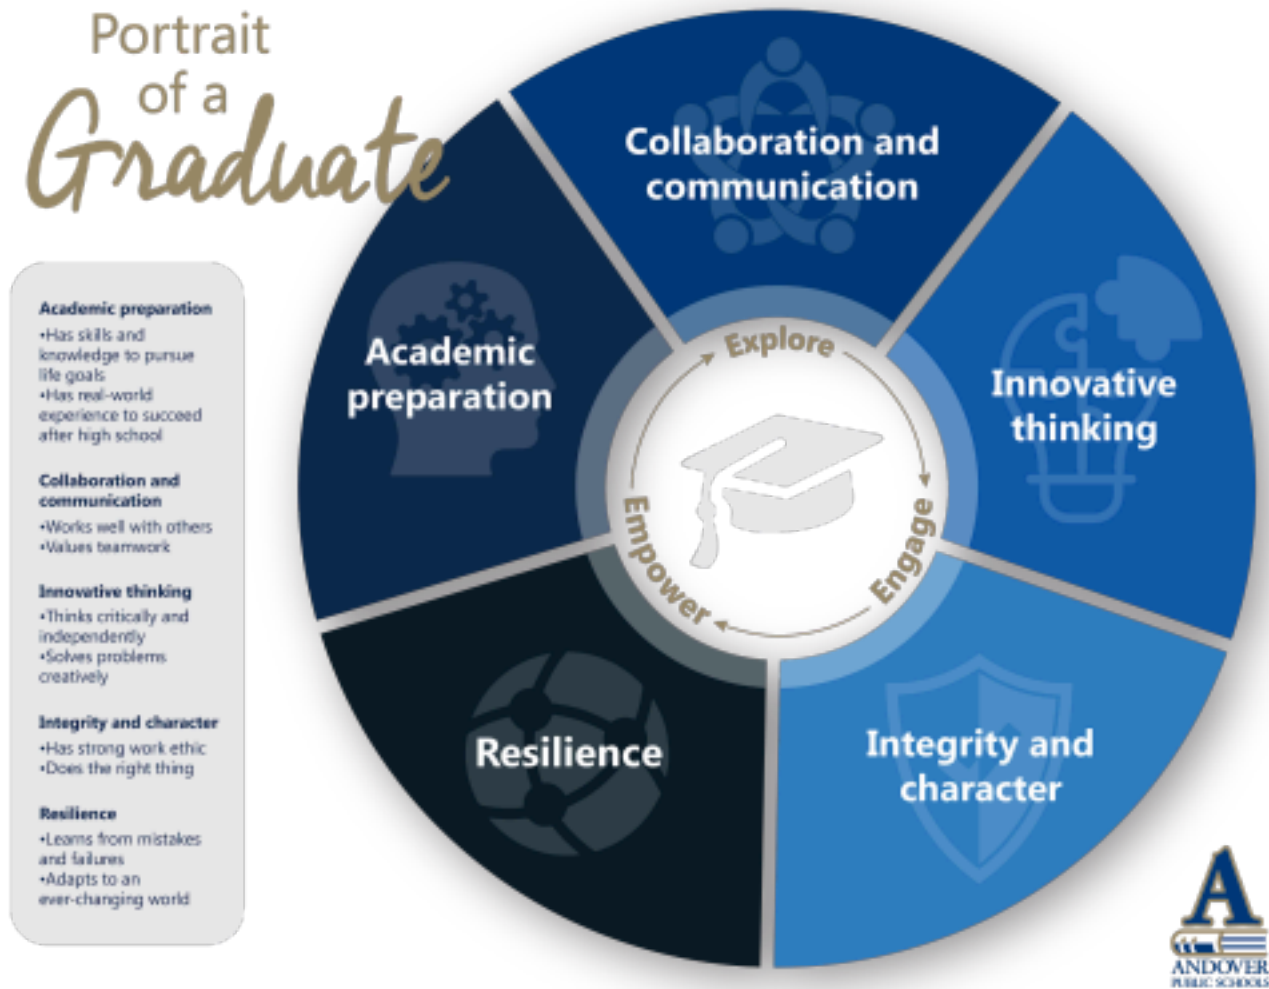 Portrait
of a
Graduate
Academic preparation
•Has skills and
knowledge to pursue
life goals
•Has real-world
experience to succeed
after high school
Collaboration and
communication
•Works well with others
•Values teamwork
Innovative thinking
•Thinks critically and
independently
•Solves problems
creatively
Integrity and character
•Has strong work ethic
•Does the right thing
Resilience
•Learns from mistakes
and failures
•Adapts to an
ever-changing world
Collaboration and
communication
Innovative
thinking
Integrity and
character
Resilience
Academic
preparation
Explore
Engage
Empower
A
ANDOVER
PUBLIC SCHOOLS